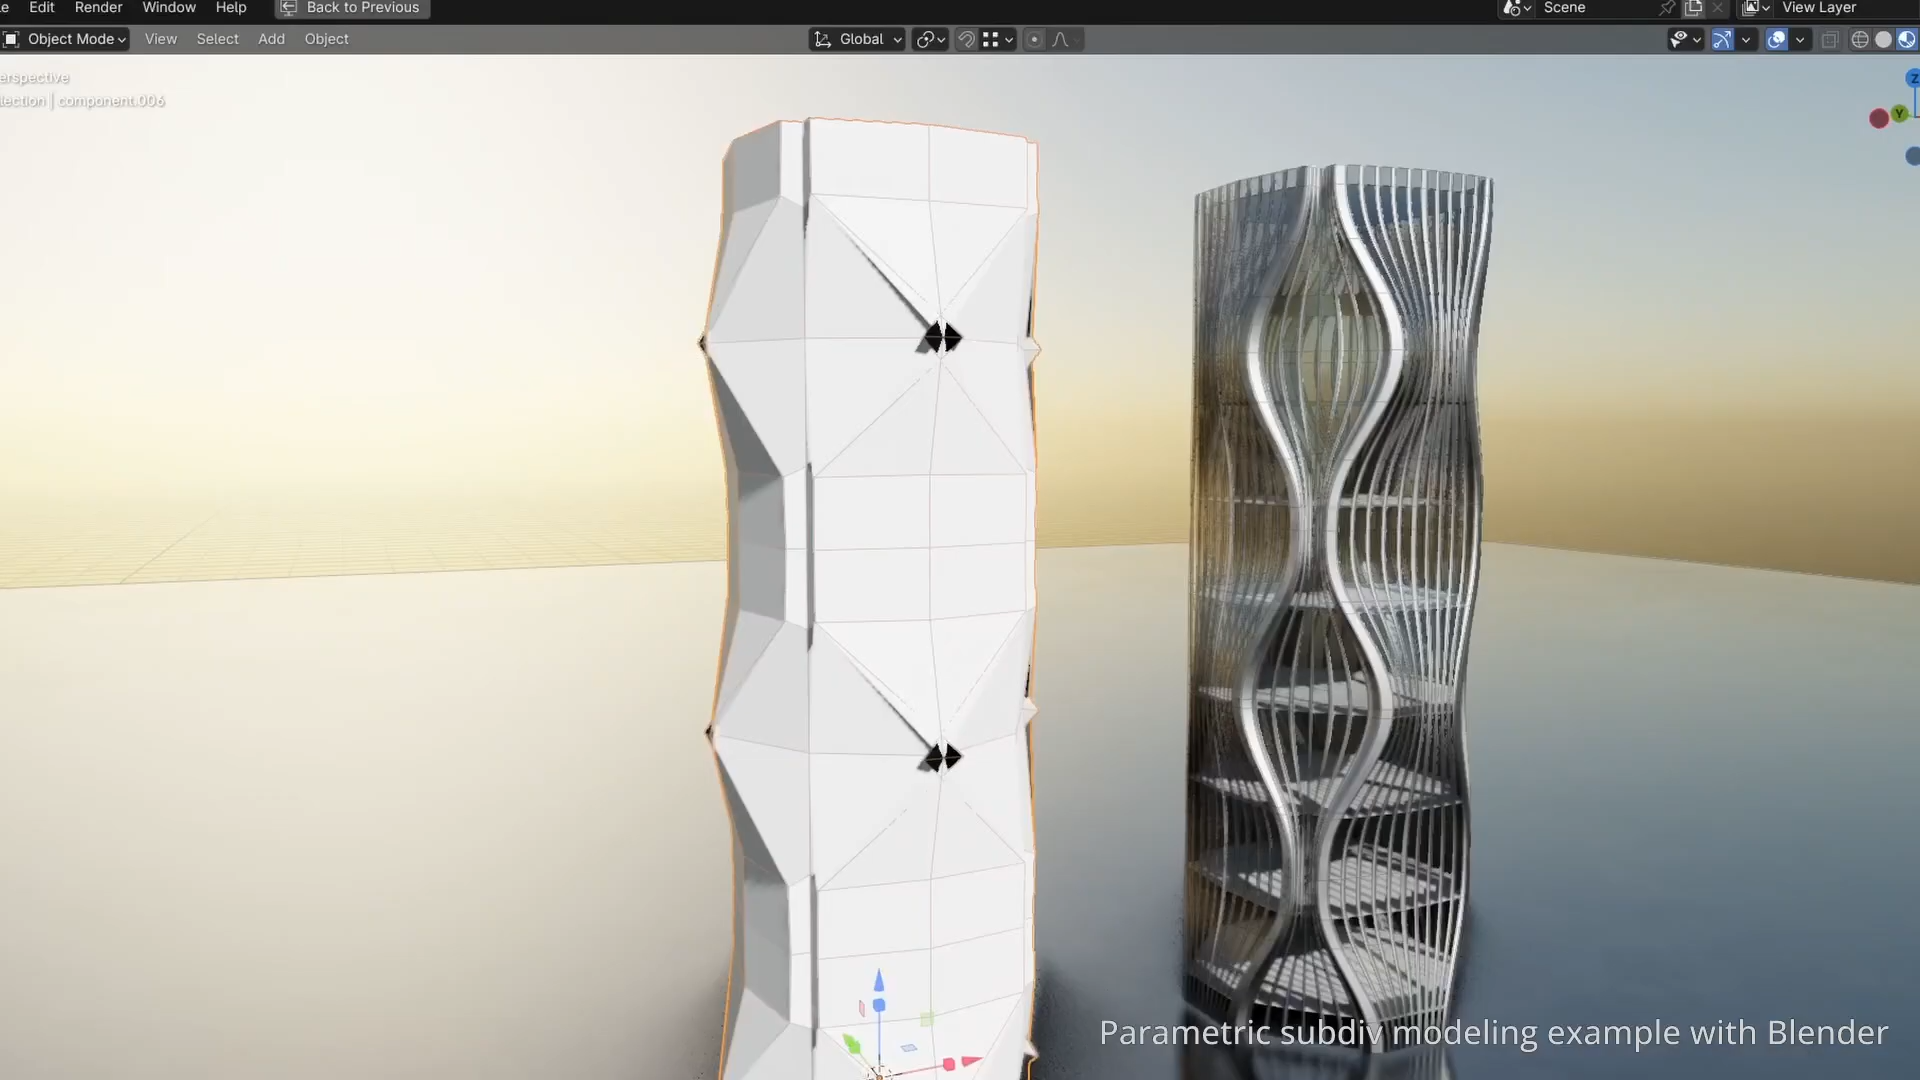 e Edit Render Window Help Back to Previous Scene View Layer
Object Mode View Select Add Object Global
erspective
lection | component.006
Z
Y
Parametric subdiv modeling example with Blender